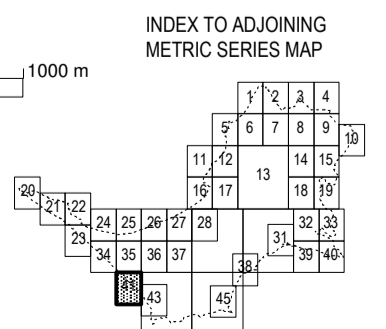 INDEX TO ADJOINING
METRIC SERIES MAP
1000 m
1 2 3 4
5 6 7 8 9
10
11 12 13 14 15
16 17 18 19
20 21 22
24 25 26 27 28 32 33
23 31
34 35 36 37 39 40
38
43 45